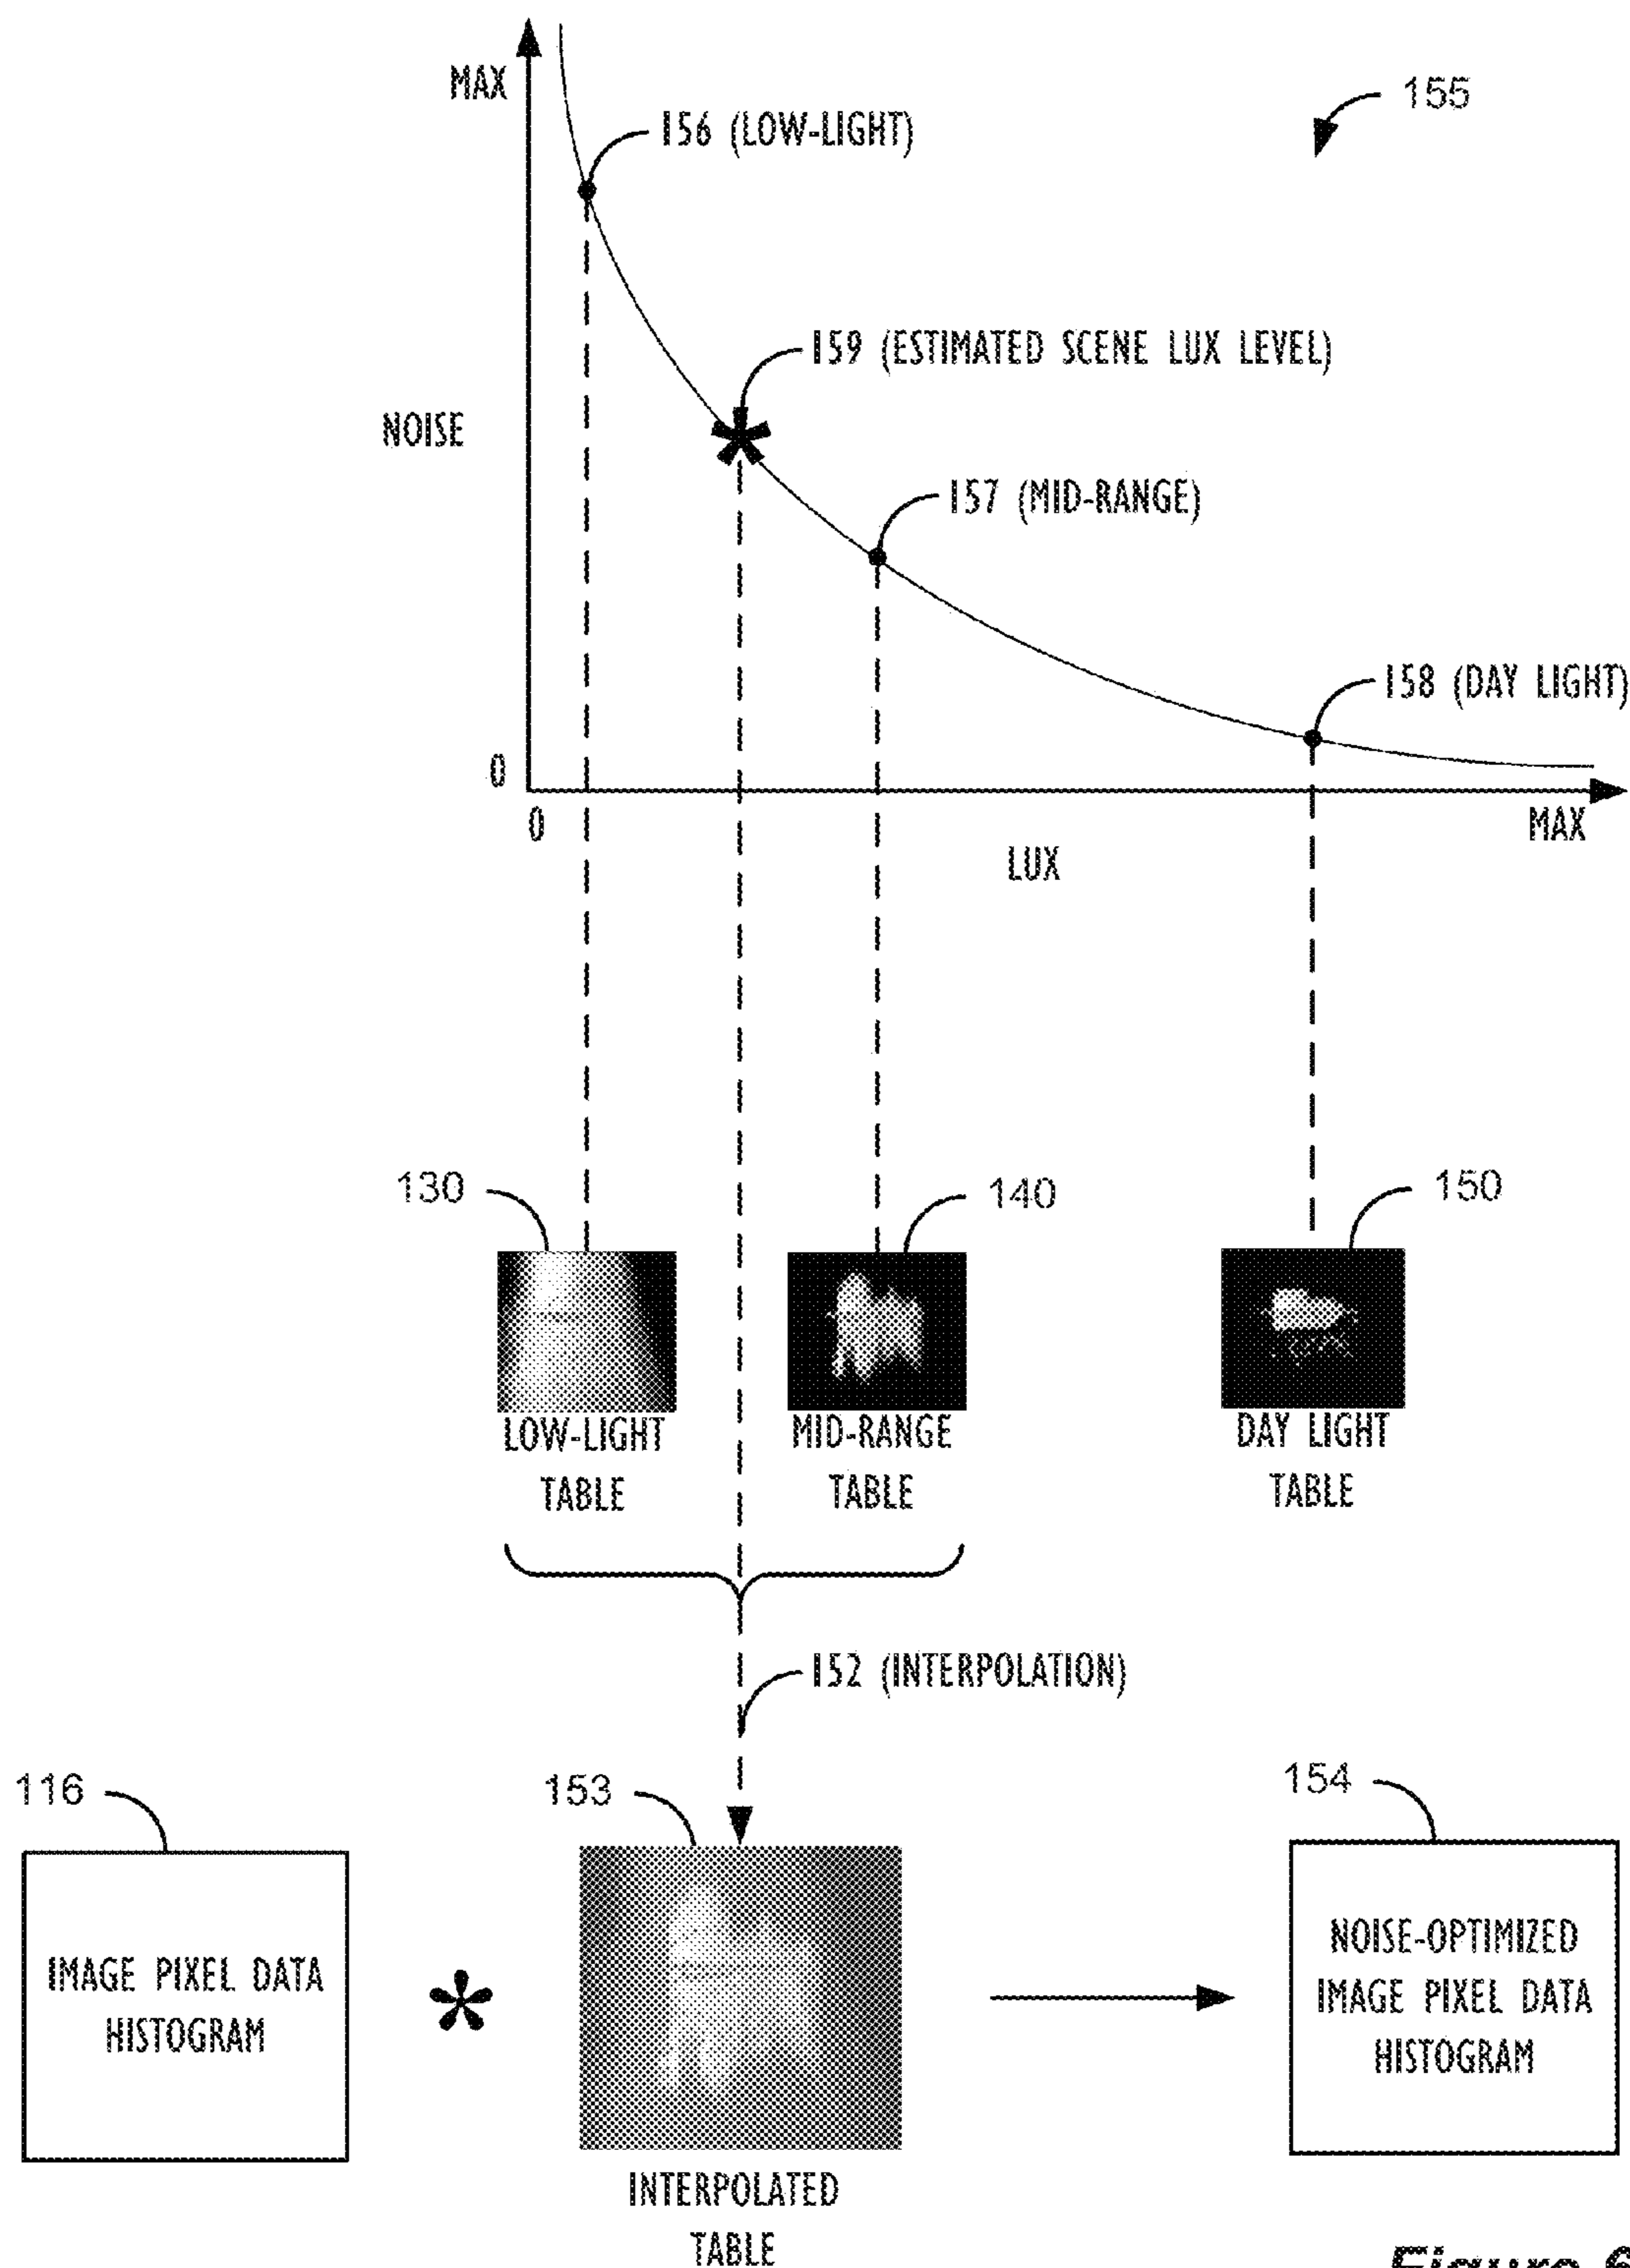 MAX
155
156 (LOW-LIGHT)
159 (ESTIMATED SCENE LUX LEVEL)
NOISE
157 (MID-RANGE)
158 (DAY LIGHT)
0
0
MAX
LUX
130
140
150
LOW-LIGHT
TABLE
MID-RANGE
TABLE
DAY LIGHT
TABLE
152 (INTERPOLATION)
116
153
154
IMAGE PIXEL DATA
HISTOGRAM
*
NOISE-OPTIMIZED
IMAGE PIXEL DATA
HISTOGRAM
INTERPOLATED
TABLE
Figure 6